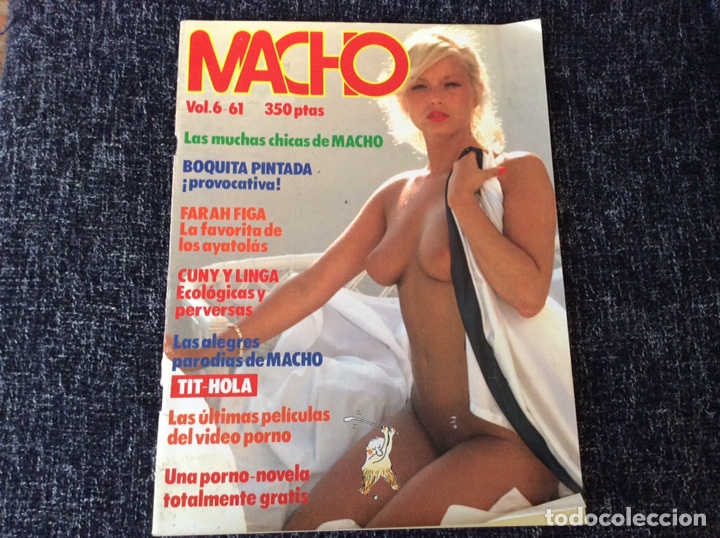 MACHO
Vol.6-61 350 ptas
Las muchas chicas de MACHO
BOQUITA PINTADA
¡provocativa!
FARAH FIGA
La favorita de
los ayatolás
CUNY Y LINGA
Ecológicas y
perversas
Las alegres
parodias de MACHO
TIT-HOLA
Las últimas películas
del video porno
Una porno-novela
totalmente gratis
todocoleccion